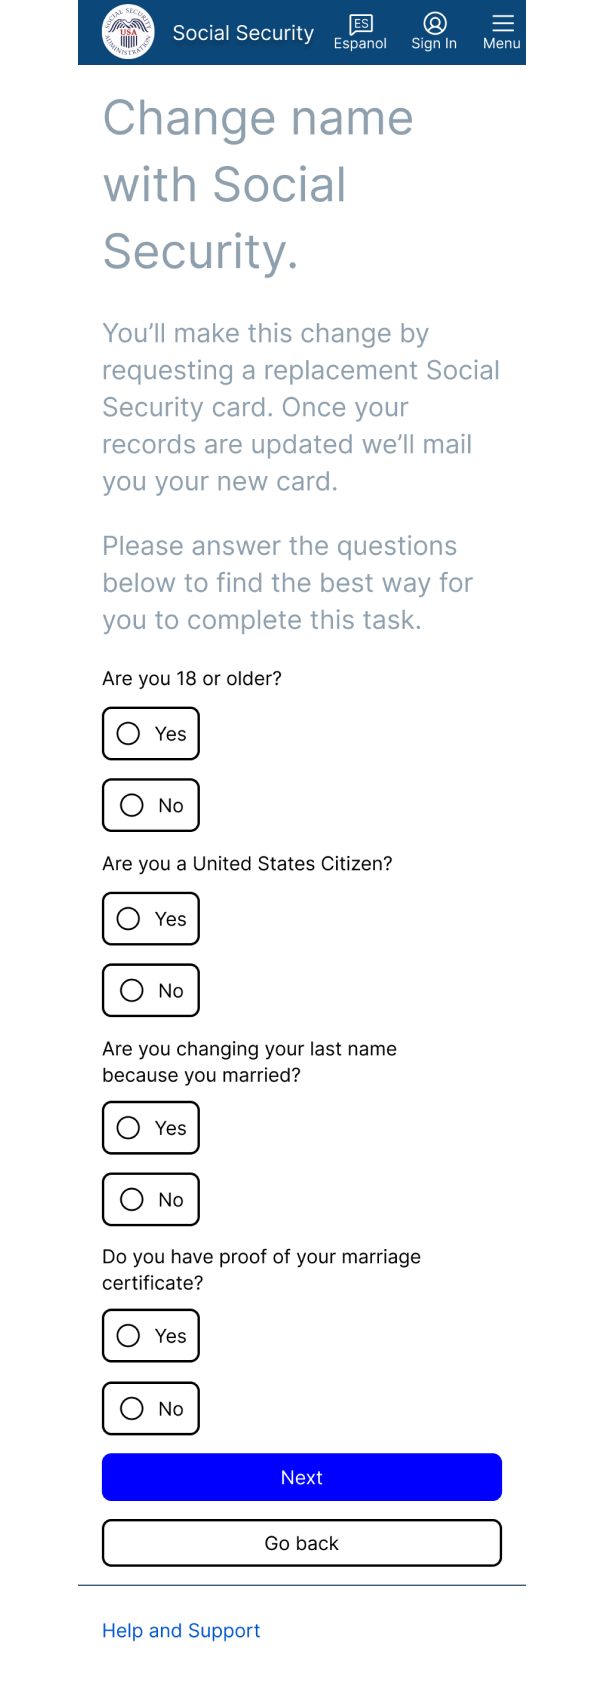 SOCIAL SECURITY
USA
ADMINISTRATION
Social Security
ES
Espanol
Sign In
Menu
Change name
with Social
Security.
You’ll make this change by
requesting a replacement Social
Security card. Once your
records are updated we’ll mail
you your new card.
Please answer the questions
below to find the best way for
you to complete this task.
Are you 18 or older?
Yes
No
Are you a United States Citizen?
Yes
No
Are you changing your last name
because you married?
Yes
No
Do you have proof of your marriage
certificate?
Yes
No
Next
Go back
Help and Support